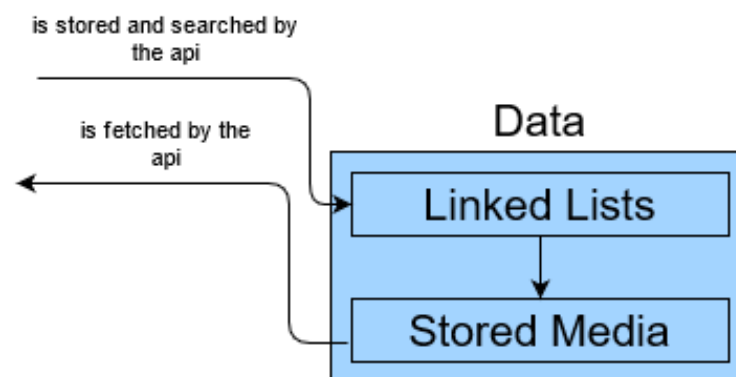 is stored and searched by
the api
is fetched by the
api
Data
Linked Lists
Stored Media